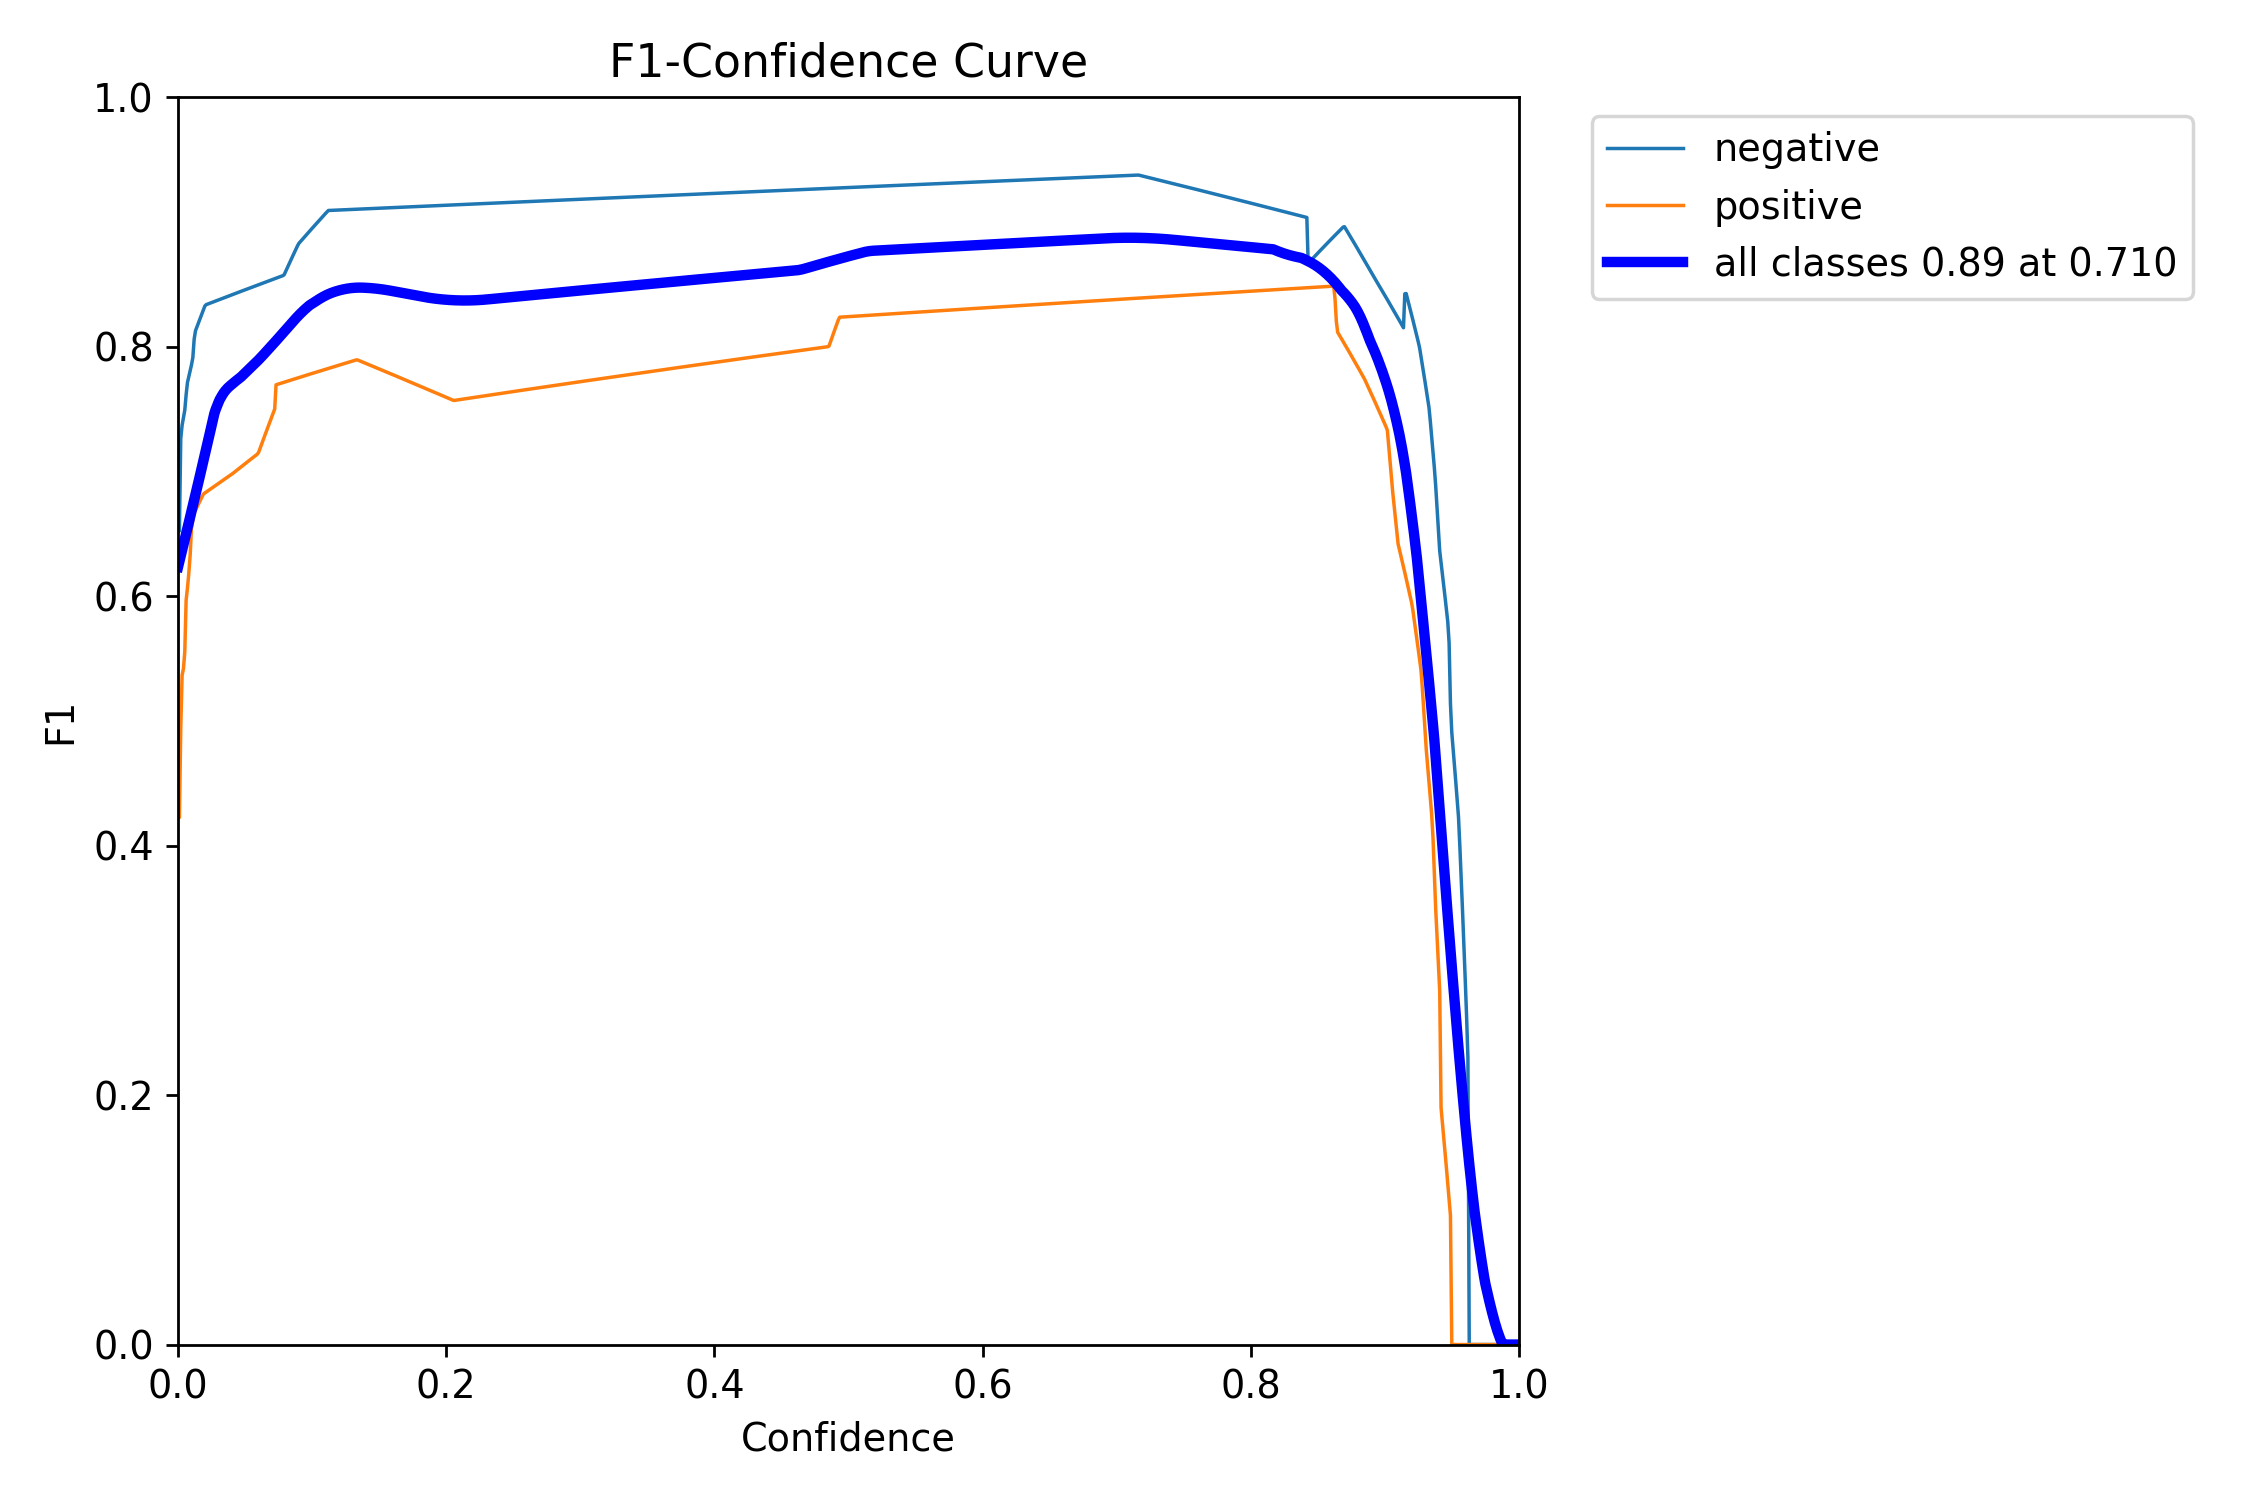 F1-Confidence Curve
1.0
0.8
0.6
0.4
0.2
0.0
F1
0.0 0.2 0.4 0.6 0.8 1.0
Confidence
negative
positive
all classes 0.89 at 0.710